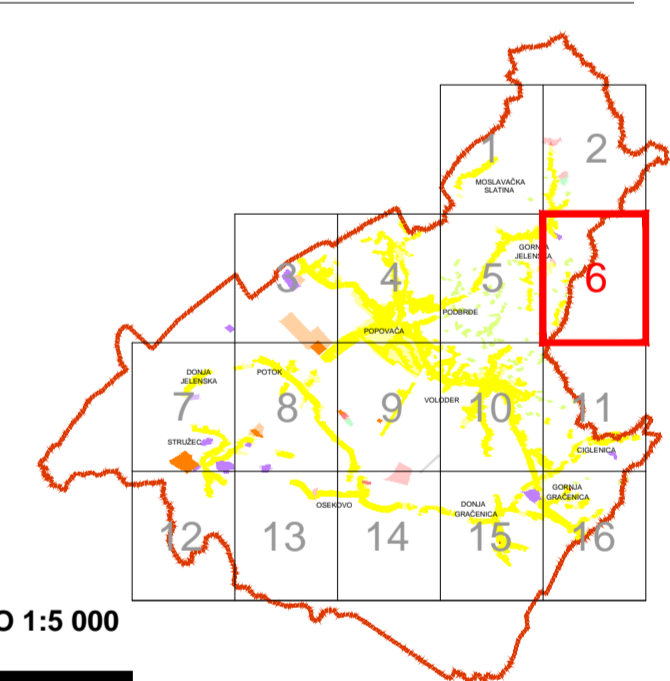 1
2
MOSLAVAČKA
SLATINA
GORNJA
JELENSKA
3
4
5
6
PODBRĐE
POPOVAČA
DONJA
JELENSKA
POTOK
7
8
9
VOLODER
10
11
STRUŽEC
CIGLENICA
GORNJA
GRAČENICA
OSEKOVO
DONJA
GRAČENICA
12
13
14
15
16
O 1:5 000